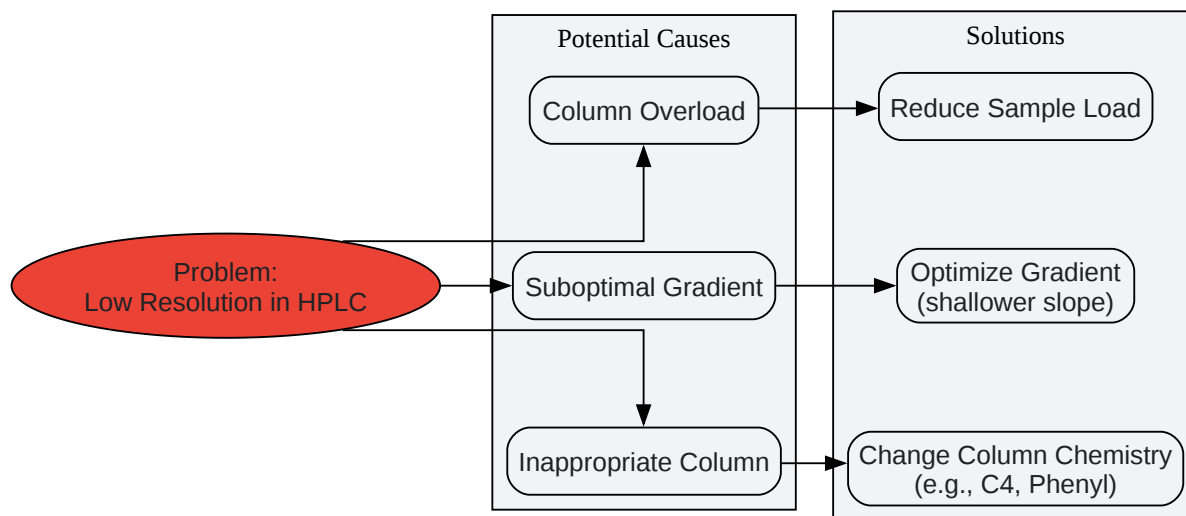 Potential Causes
Solutions
Column Overload
Reduce Sample Load
Problem:
Low Resolution in HPLC
Suboptimal Gradient
Optimize Gradient
(shallower slope)
Inappropriate Column
Change Column Chemistry
(e.g., C4, Phenyl)